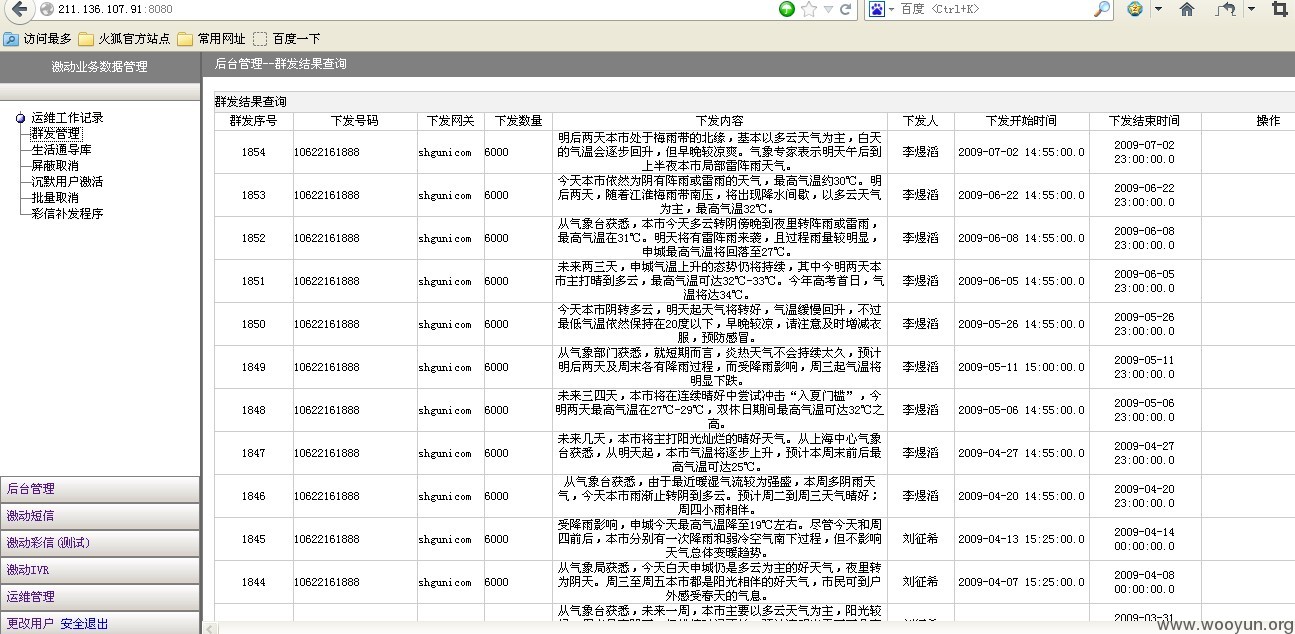 211.136.107.91:8080
百度 <Ctrl+K>
访问最多 火狐官方站点 常用网址 百度一下
激动业务数据管理
后台管理--群发结果查询
运维工作记录
群发管理
生活通导库
屏蔽取消
沉默用户激活
批量取消
彩信补发程序
后台管理
激动短信
激动彩信(测试)
激动IVR
运维管理
更改用户 安全退出
群发结果查询
群发序号 下发号码 下发网关 下发数量 下发内容 下发人 下发开始时间 下发结束时间 操作
1854 10622161888 shgunicom 6000 明后两天本市处于梅雨带的北缘，基本以多云天气为主，白天
的气温会逐步回升，但早晚较凉爽。气象专家表示明天午后到
上半夜本市局部雷阵雨天气。 李煜滔 2009-07-02 14:55:00.0 2009-07-02
23:00:00.0
1853 10622161888 shgunicom 6000 今天本市依然为阴有阵雨或雷雨的天气，最高气温约30℃。明
后两天，随着江淮梅雨带南压，将出现降水间歇，以多云天气
为主，最高气温32℃。 李煜滔 2009-06-22 14:55:00.0 2009-06-22
23:00:00.0
1852 10622161888 shgunicom 6000 从气象台获悉，本市今天多云转阴傍晚到夜里转阵雨或雷雨，
最高气温在31℃。明天将有雷阵雨来袭，且过程雨量较明显，
申城最高气温将回落至27℃。 李煜滔 2009-06-08 14:55:00.0 2009-06-08
23:00:00.0
1851 10622161888 shgunicom 6000 未来两三天，申城气温上升的态势仍将持续，其中今明两天本
市主打晴到多云，最高气温可达32℃-33℃。今年高考首日，气
温将达34℃。 李煜滔 2009-06-05 14:55:00.0 2009-06-05
23:00:00.0
1850 10622161888 shgunicom 6000 今天本市阴转多云，明天起天气将转好，气温缓慢回升，不过
最低气温依然保持在20度以下，早晚较凉，请注意及时增减衣
服，预防感冒。 李煜滔 2009-05-26 14:55:00.0 2009-05-26
23:00:00.0
1849 10622161888 shgunicom 6000 从气象部门获悉，就短期而言，炎热天气不会持续太久，预计
明后两天及周末各有降雨过程，而受降雨影响，周三起气温将
明显下跌。 李煜滔 2009-05-11 15:00:00.0 2009-05-11
23:00:00.0
1848 10622161888 shgunicom 6000 未来三四天，本市将在连续晴好中尝试冲击“入夏门槛”，今
明两天最高气温在27℃-29℃，双休日期间最高气温可达32℃之
高。 李煜滔 2009-05-06 14:55:00.0 2009-05-06
23:00:00.0
1847 10622161888 shgunicom 6000 未来几天，本市将主打阳光灿烂的晴好天气。从上海中心气象
台获悉，从明天起，本市气温将逐步上升，预计本周末前后最
高气温可达25℃。 李煜滔 2009-04-27 14:55:00.0 2009-04-27
23:00:00.0
1846 10622161888 shgunicom 6000 从气象台获悉，由于最近暖湿气流较为强盛，本周多阴雨天
气，今天本市雨渐止转阴到多云。预计周二到周三天气晴好；
周四小雨相伴。 李煜滔 2009-04-20 14:55:00.0 2009-04-20
23:00:00.0
1845 10622161888 shgunicom 6000 受降雨影响，申城今天最高气温降至19℃左右。尽管今天和周
四前后，本市分别有一次降雨和弱冷空气南下过程，但不影响
天气总体变暖趋势。 刘征希 2009-04-13 15:25:00.0 2009-04-14
00:00:00.0
1844 10622161888 shgunicom 6000 从气象局获悉，今天白天申城仍是多云为主的好天气，夜里转
为阴天。周三至周五本市都是阳光相伴的好天气，市民可到户
外感受春天的气息。 刘征希 2009-04-07 15:25:00.0 2009-04-08
00:00:00.0
从气象台获悉，未来一周，本市主要以多云天气为主，阳光较
2009-03-31
www.wooyun.org